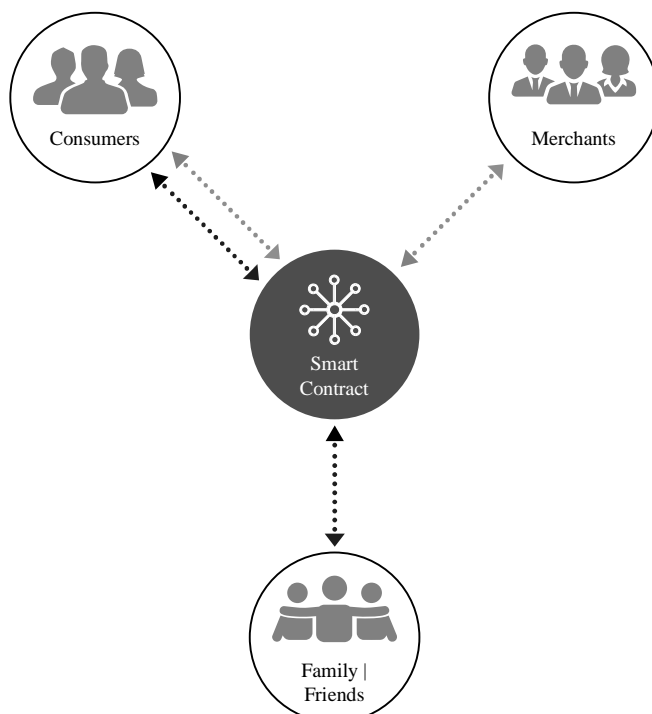 Consumers
Merchants
Smart
Contract
Family |
Friends